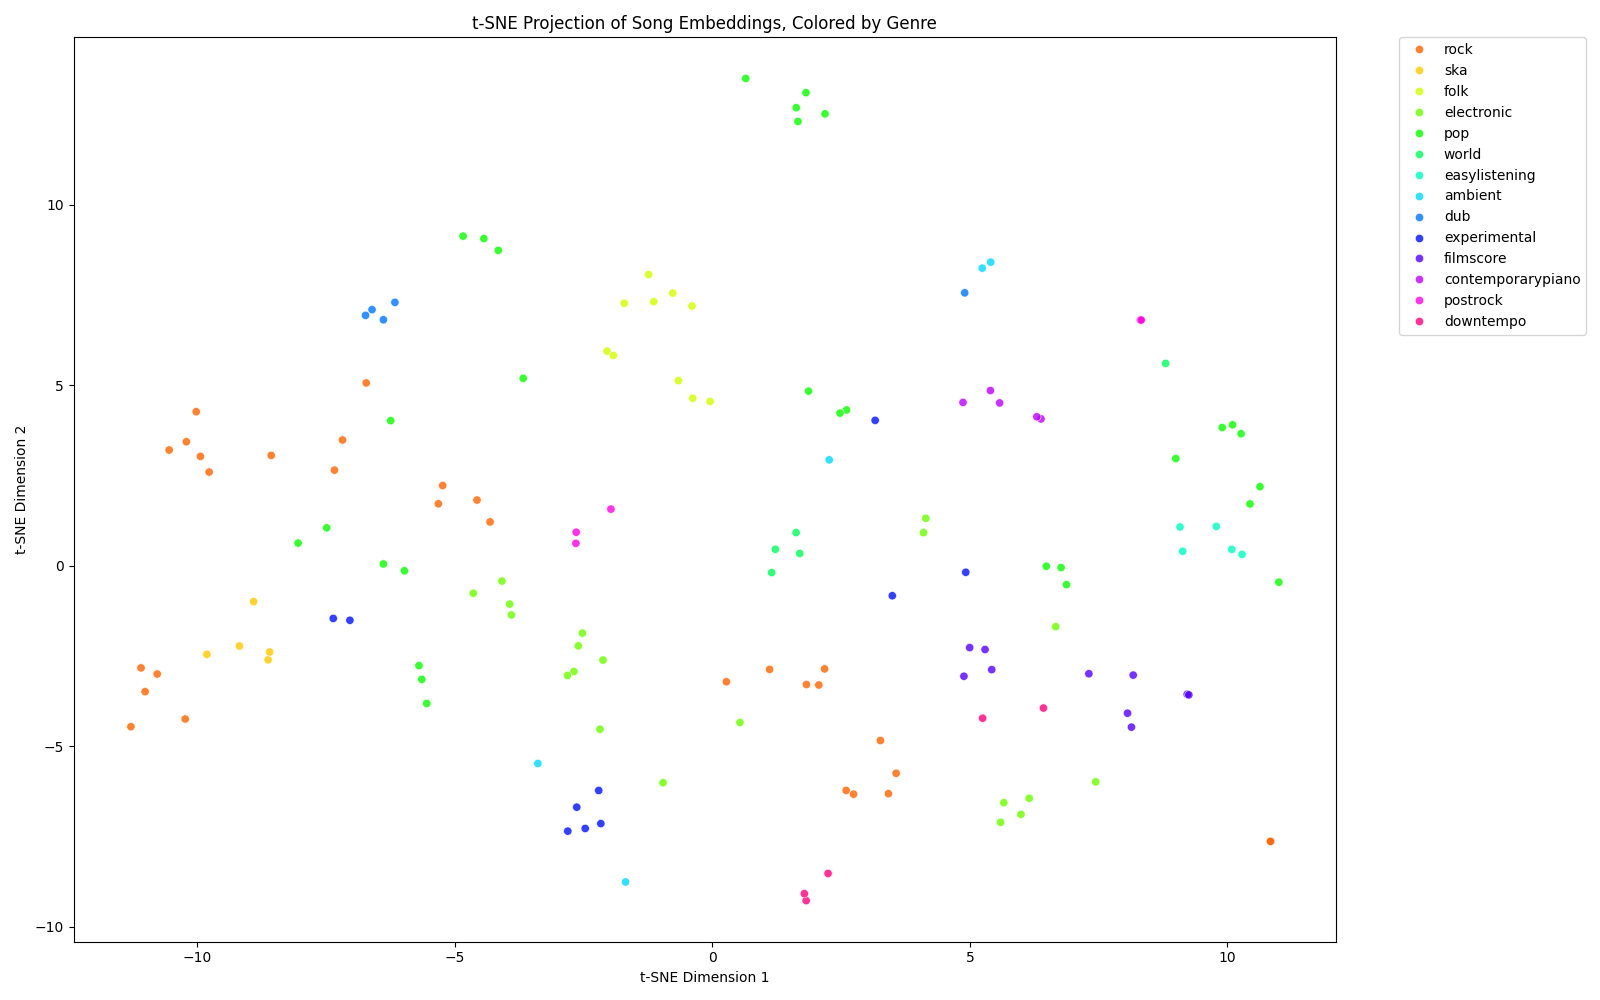 t-SNE Projection of Song Embeddings, Colored by Genre
rock
ska
folk
electronic
pop
world
easylistening
ambient
dub
experimental
filmscore
contemporarypiano
postrock
downtempo
t-SNE Dimension 2
10
5
0
−5
−10
−10
−5
0
5
10
t-SNE Dimension 1